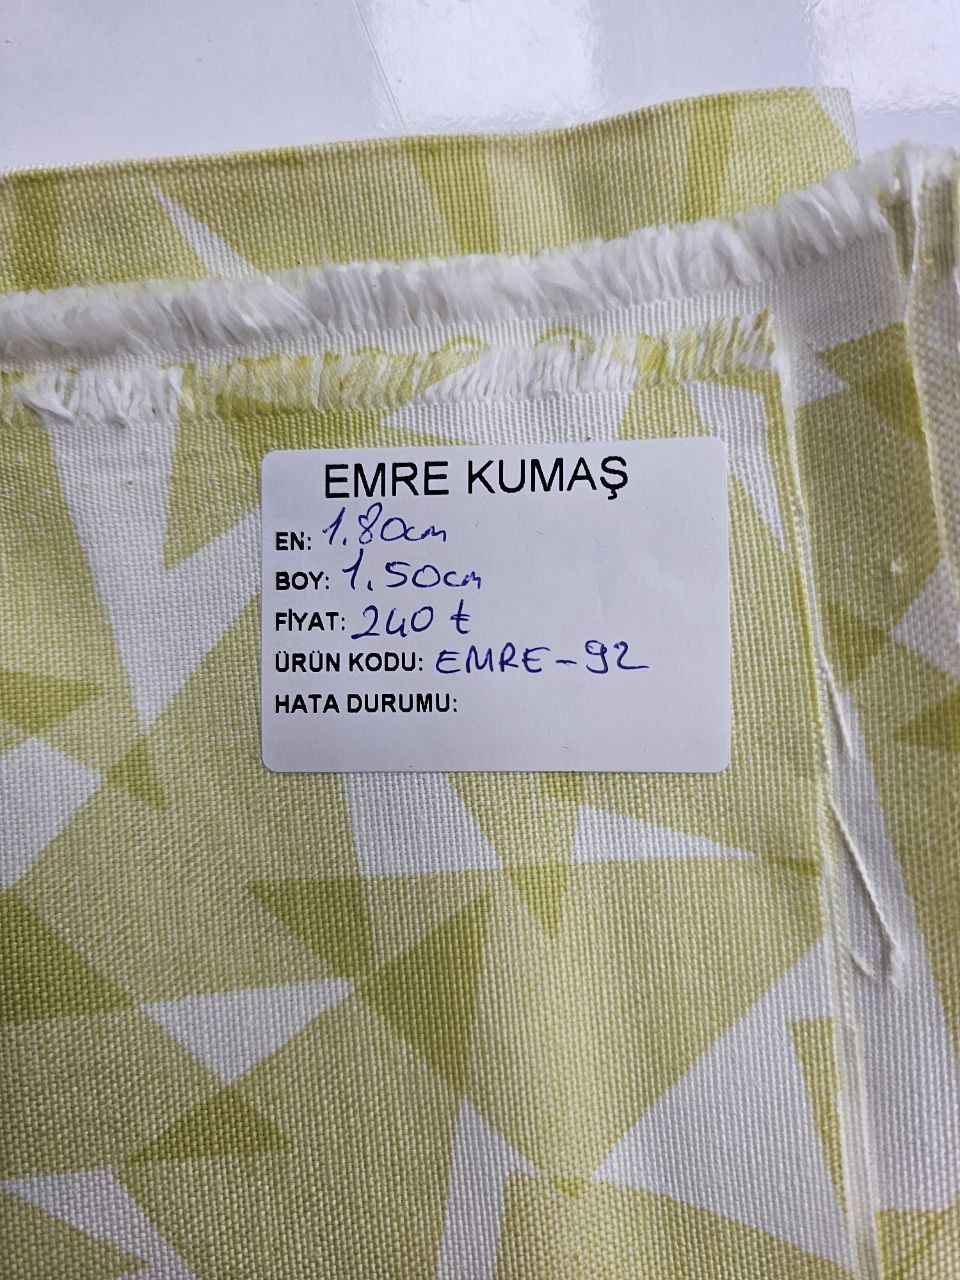 EMRE KUMAŞ
EN: 1.80cm
BOY: 1.50cm
FİYAT: 240 ₺
ÜRÜN KODU: EMRE-92
HATA DURUMU: